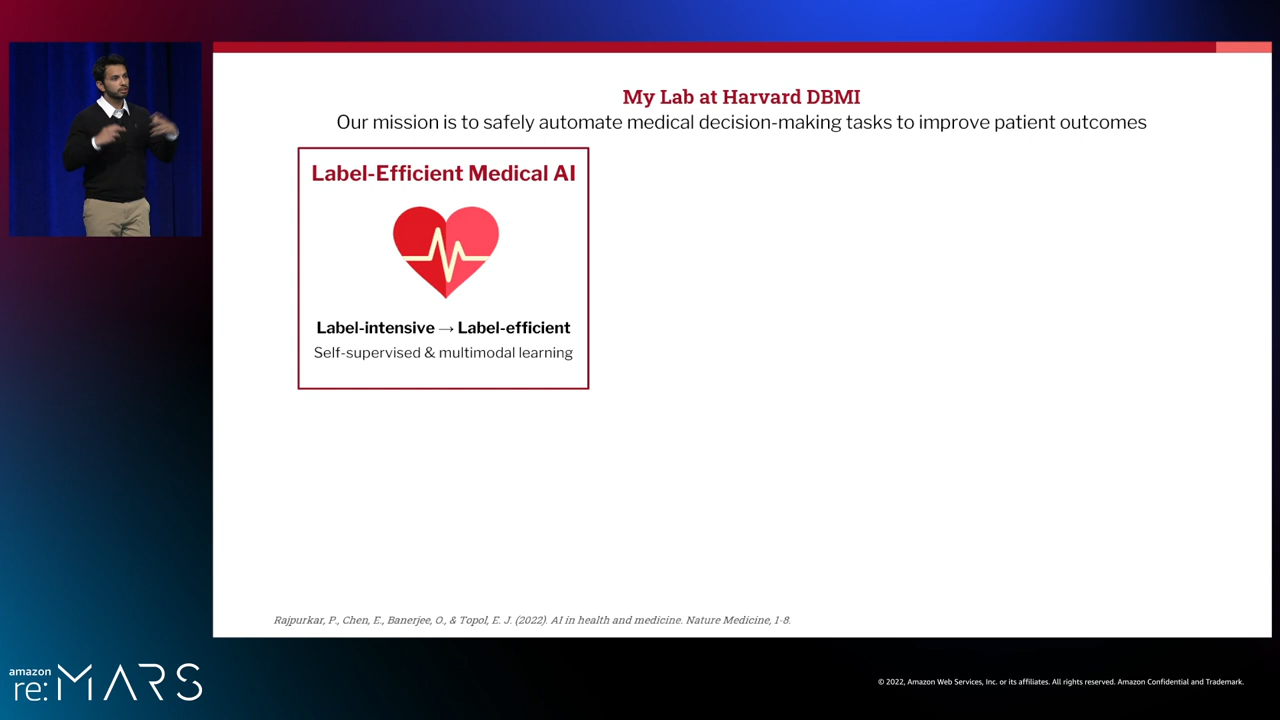 My Lab at Harvard DBMI
Our mission is to safely automate medical decision-making tasks to improve patient outcomes
Label-Efficient Medical AI
Label-intensive → Label-efficient
Self-supervised & multimodal learning
Rajpurkar, P., Chen, E., Banerjee, O., & Topol, E. J. (2022). AI in health and medicine. Nature Medicine, 1-8.
amazon
re:MARS
© 2022, Amazon Web Services, Inc. or its affiliates. All rights reserved. Amazon Confidential and Trademark.